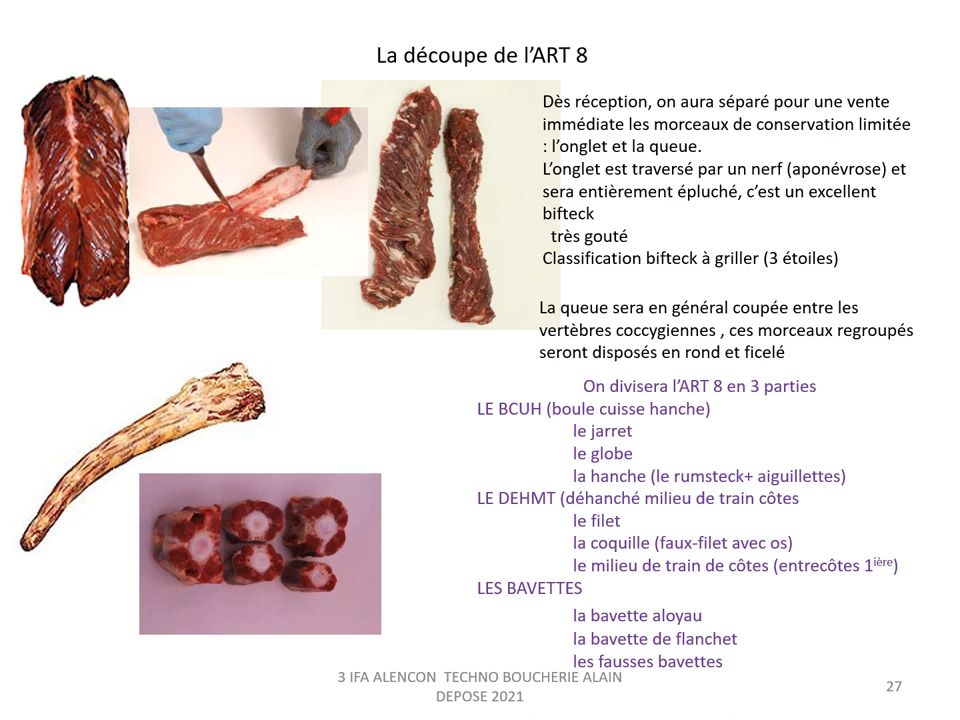 La découpe de l’ART 8
Dès réception, on aura séparé pour une vente
immédiate les morceaux de conservation limitée
: l’onglet et la queue.
L’onglet est traversé par un nerf (aponévrose) et
sera entièrement épluché, c’est un excellent
bifteck
très gouté
Classification bifteck à griller (3 étoiles)
La queue sera en général coupée entre les
vertèbres coccygiennes , ces morceaux regroupés
seront disposés en rond et ficelé
On divisera l’ART 8 en 3 parties
LE BCUH (boule cuisse hanche)
le jarret
le globe
la hanche (le rumsteck+ aiguillettes)
LE DEHMT (déhanché milieu de train côtes
le filet
la coquille (faux-filet avec os)
le milieu de train de côtes (entrecôtes 1ière)
LES BAVETTES
la bavette aloyau
la bavette de flanchet
les fausses bavettes
3 IFA ALENCON TECHNO BOUCHERIE ALAIN
DEPOSE 2021
27